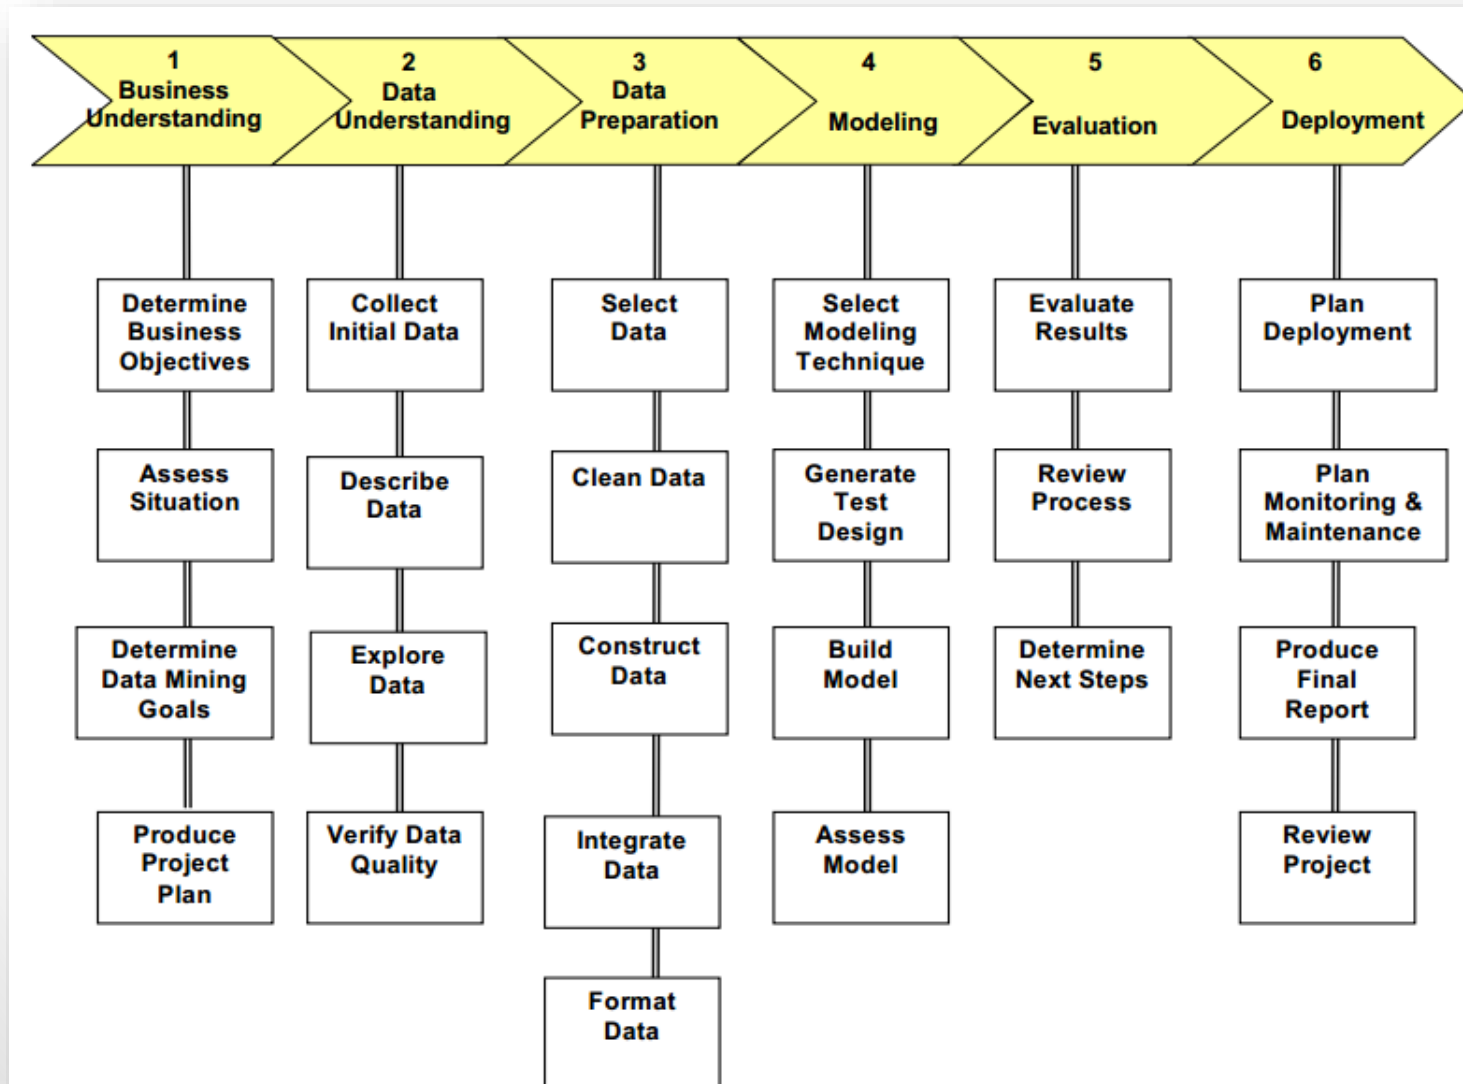 1
Business
Understanding
2
Data
Understanding
3
Data
Preparation
4
Modeling
5
Evaluation
6
Deployment
Determine
Business
Objectives
Assess
Situation
Determine
Data Mining
Goals
Produce
Project
Plan
Collect
Initial Data
Describe
Data
Explore
Data
Verify Data
Quality
Select
Data
Clean Data
Construct
Data
Integrate
Data
Format
Data
Select
Modeling
Technique
Generate
Test
Design
Build
Model
Assess
Model
Evaluate
Results
Review
Process
Determine
Next Steps
Plan
Deployment
Plan
Monitoring &
Maintenance
Produce
Final
Report
Review
Project